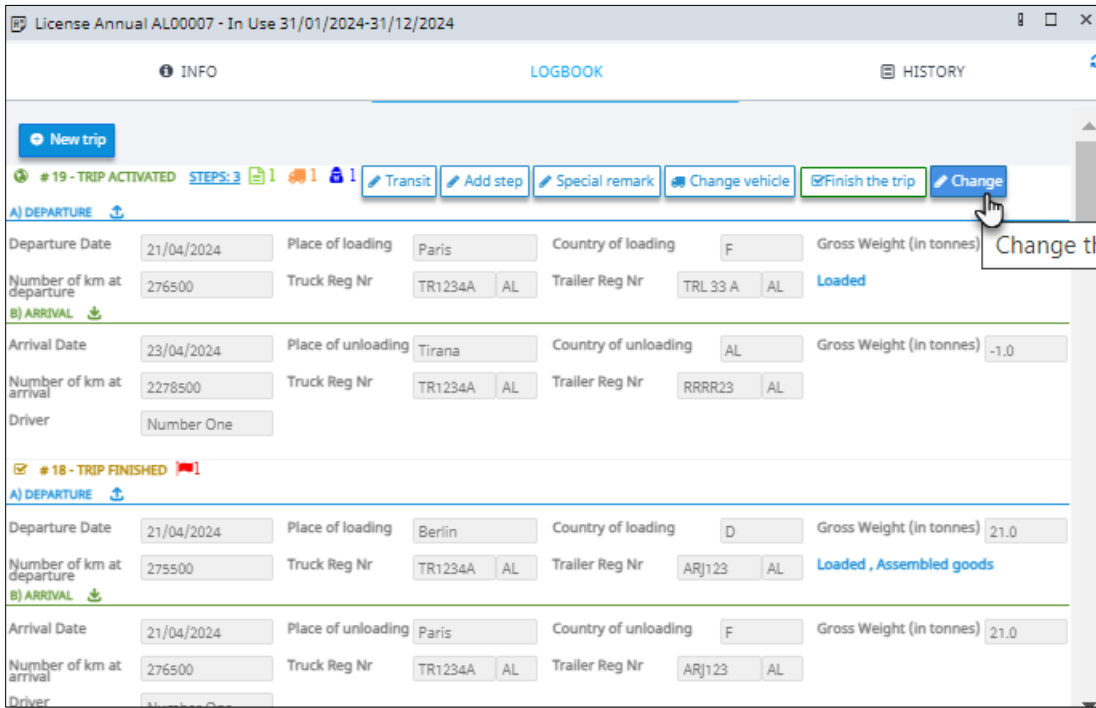 License Annual AL00007 - In Use 31/01/2024-31/12/2024
INFO LOGBOOK HISTORY
New trip
# 19 - TRIP ACTIVATED STEPS: 3 1 1 1 Transit Add step Special remark Change vehicle Finish the trip Change
A) DEPARTURE
Departure Date 21/04/2024 Place of loading Paris Country of loading F Gross Weight (in tonnes)
Change th
Number of km at departure 276500 Truck Reg Nr TR1234A AL Trailer Reg Nr TRL 33 A AL Loaded
B) ARRIVAL
Arrival Date 23/04/2024 Place of unloading Tirana Country of unloading AL Gross Weight (in tonnes) -1.0
Number of km at arrival 2278500 Truck Reg Nr TR1234A AL Trailer Reg Nr RRRR23 AL
Driver Number One
# 18 - TRIP FINISHED 1
A) DEPARTURE
Departure Date 21/04/2024 Place of loading Berlin Country of loading D Gross Weight (in tonnes) 21.0
Number of km at departure 275500 Truck Reg Nr TR1234A AL Trailer Reg Nr ARJ123 AL Loaded , Assembled goods
B) ARRIVAL
Arrival Date 21/04/2024 Place of unloading Paris Country of unloading F Gross Weight (in tonnes) 21.0
Number of km at arrival 276500 Truck Reg Nr TR1234A AL Trailer Reg Nr ARJ123 AL
Driver